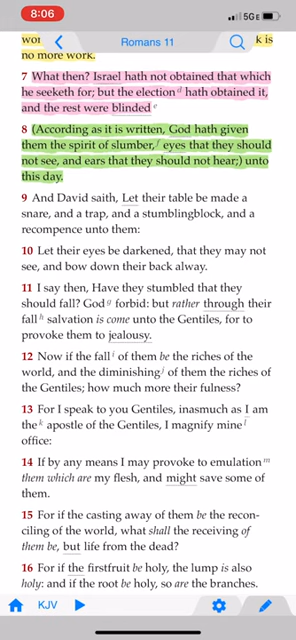 8:06
5GE
Romans 11
wor k is
no more work.
7 What then? Israel hath not obtained that which
he seeketh for; but the election d hath obtained it,
and the rest were blinded e
8 (According as it is written, God hath given
them the spirit of slumber, f eyes that they should
not see, and ears that they should not hear;) unto
this day.
9 And David saith, Let their table be made a
snare, and a trap, and a stumblingblock, and a
recompence unto them:
10 Let their eyes be darkened, that they may not
see, and bow down their back alway.
11 I say then, Have they stumbled that they
should fall? God g forbid: but rather through their
fall h salvation is come unto the Gentiles, for to
provoke them to jealousy.
12 Now if the fall i of them be the riches of the
world, and the diminishing j of them the riches of
the Gentiles; how much more their fulness?
13 For I speak to you Gentiles, inasmuch as I am
the k apostle of the Gentiles, I magnify mine l
office:
14 If by any means I may provoke to emulation m
them which are my flesh, and might save some of
them.
15 For if the casting away of them be the recon-
ciling of the world, what shall the receiving of
them be, but life from the dead?
16 For if the firstfruit be holy, the lump is also
holy: and if the root be holy, so are the branches.
KJV